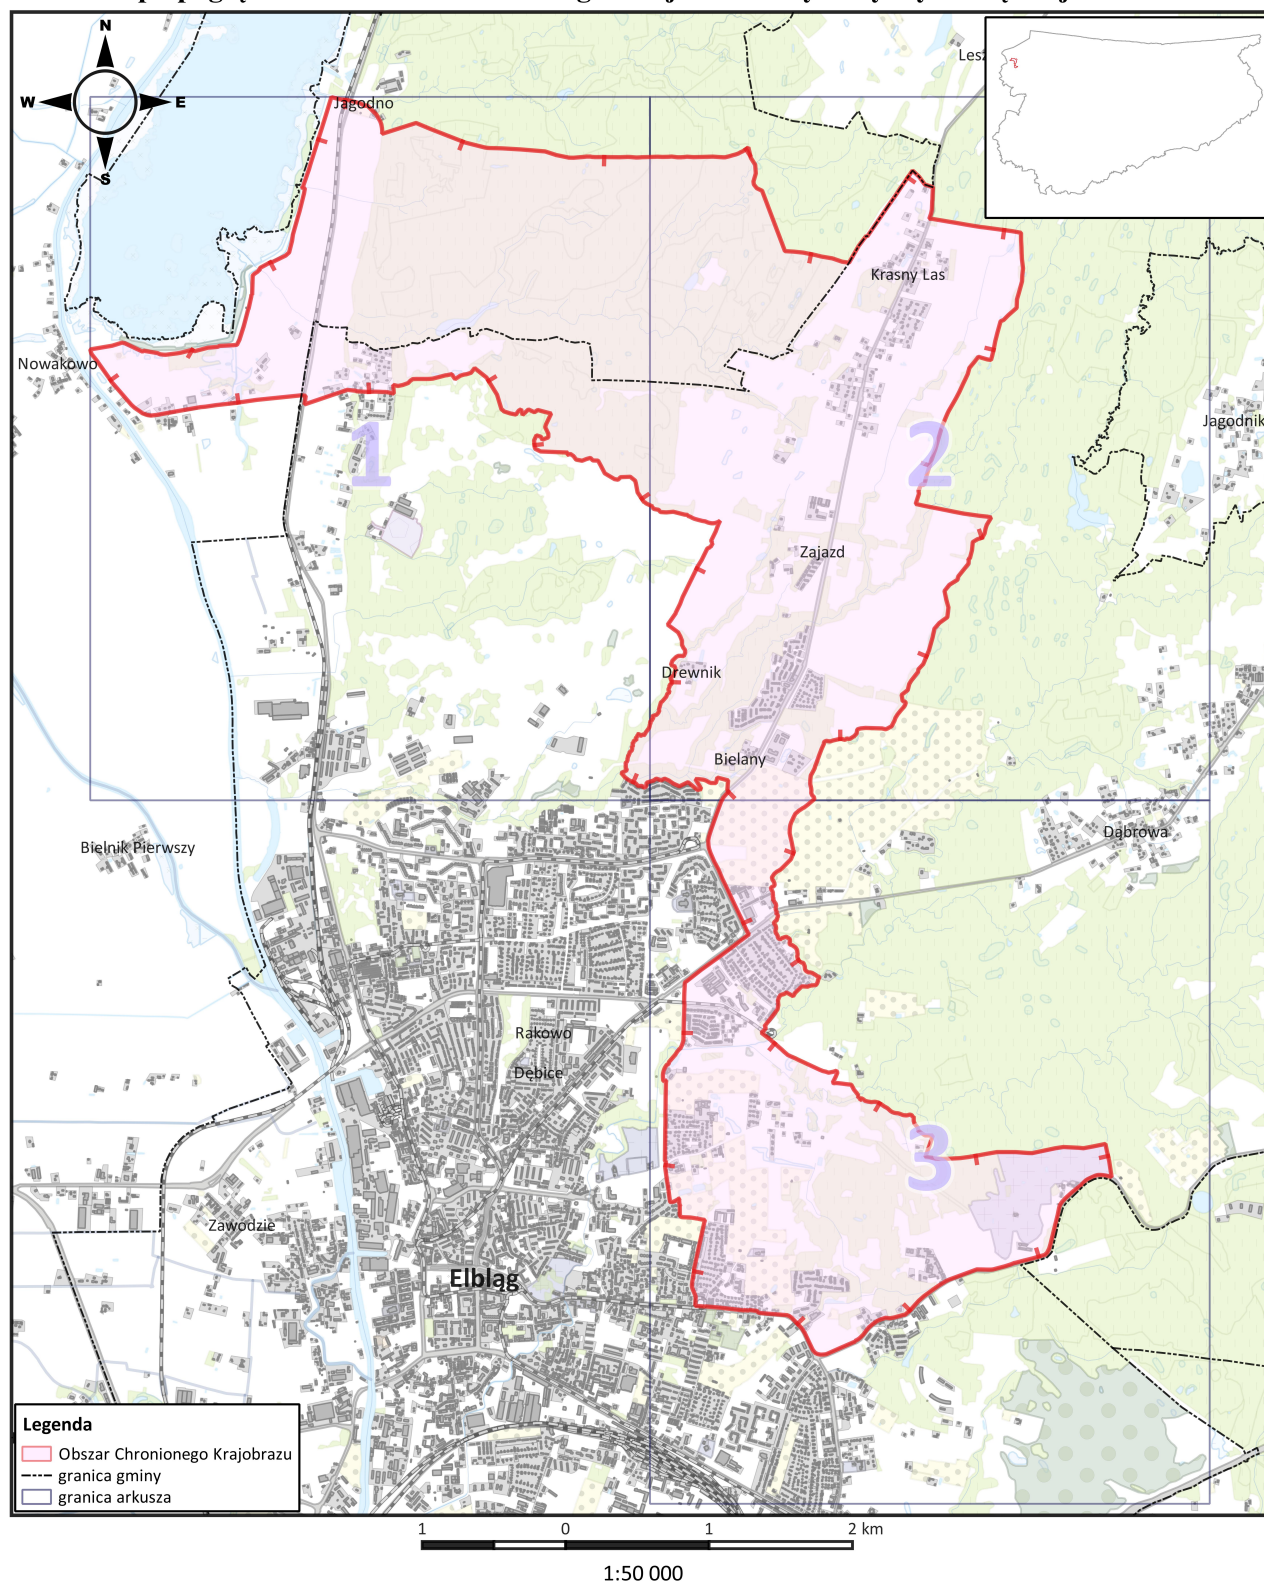 N
W
E
S
Jagodno
Krasny Las
Nowakowo
Jagodnik
1
2
Zajazd
Drewnik
Bielany
Bielnik Pierwszy
Dąbrowa
Rakowo
Dębice
3
Zawodzie
Elbląg
Legenda
Obszar Chronionego Krajobrazu
granica gminy
granica arkusza
1 0 1 2 km
1:50 000